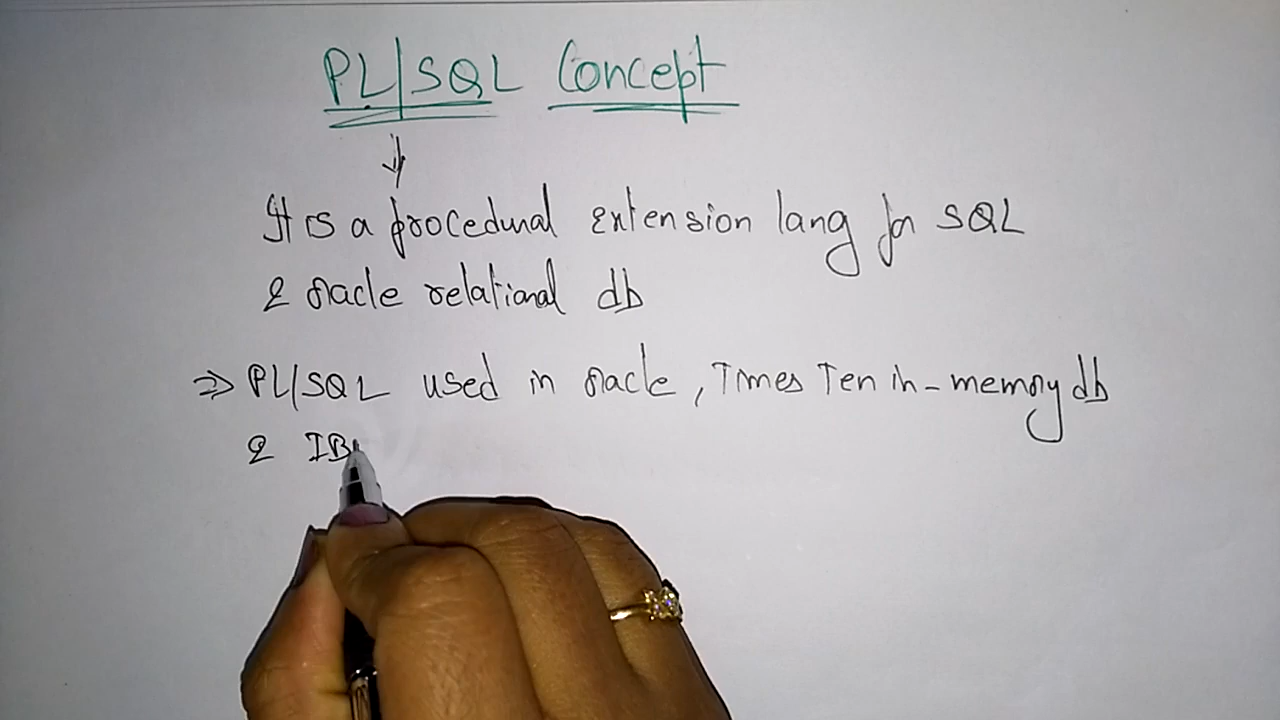 PL/SQL Concept
It is a procedural extension lang for SQL
& oracle relational db
⇒ PL/SQL used in oracle, Times Ten in-memory db
& IB